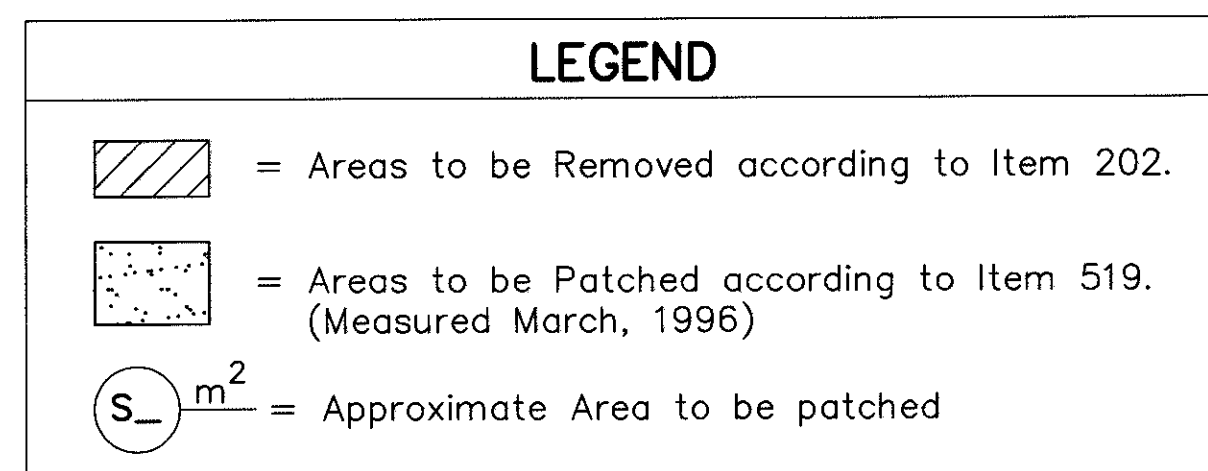 LEGEND
= Areas to be Removed according to Item 202.
= Areas to be Patched according to Item 519.
(Measured March, 1996)
S_ m² = Approximate Area to be patched